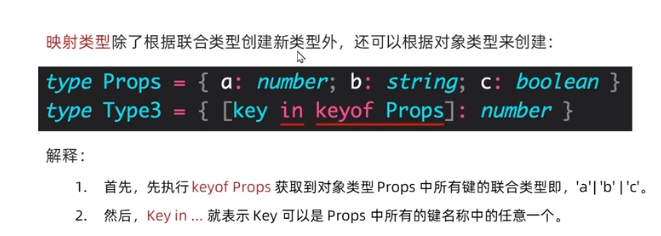 映射类型除了根据联合类型创建新类型外，还可以根据对象类型来创建：
type Props = { a: number; b: string; c: boolean }
type Type3 = { [key in keyof Props]: number }
解释：
1. 首先，先执行 keyof Props 获取到对象类型 Props 中所有键的联合类型即，'a' | 'b' | 'c'。
2. 然后，Key in ... 就表示 Key 可以是 Props 中所有的键名称中的任意一个。